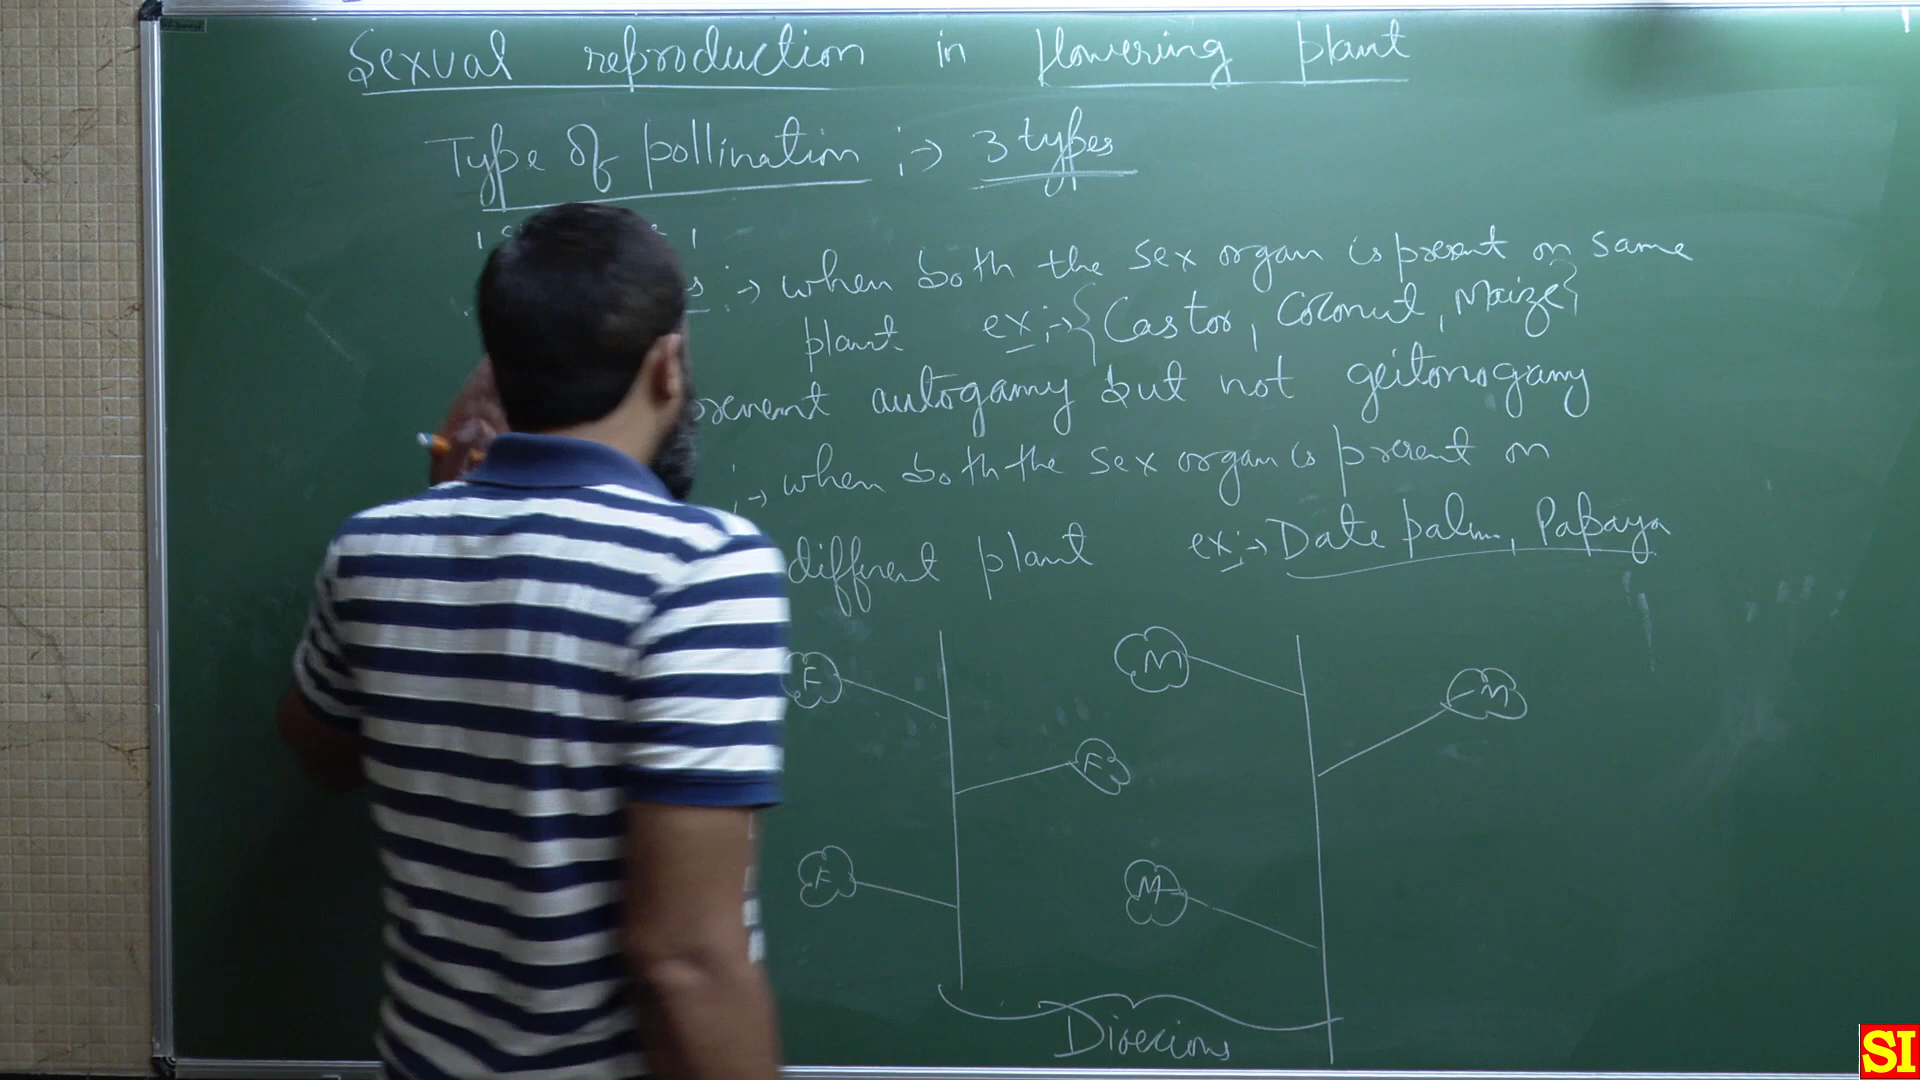 Sexual reproduction in flowering plant
Type of pollination ;→ 3 types
s ;→ when both the sex organ is present on same
plant. ex ;→ {Castor, Coconut, Maize}
autogamy but not geitonogamy
;→ when both the sex organ is present on
different plant ex ;→ Date palm, Papaya
F M M
F
F M
Dioecious
SI